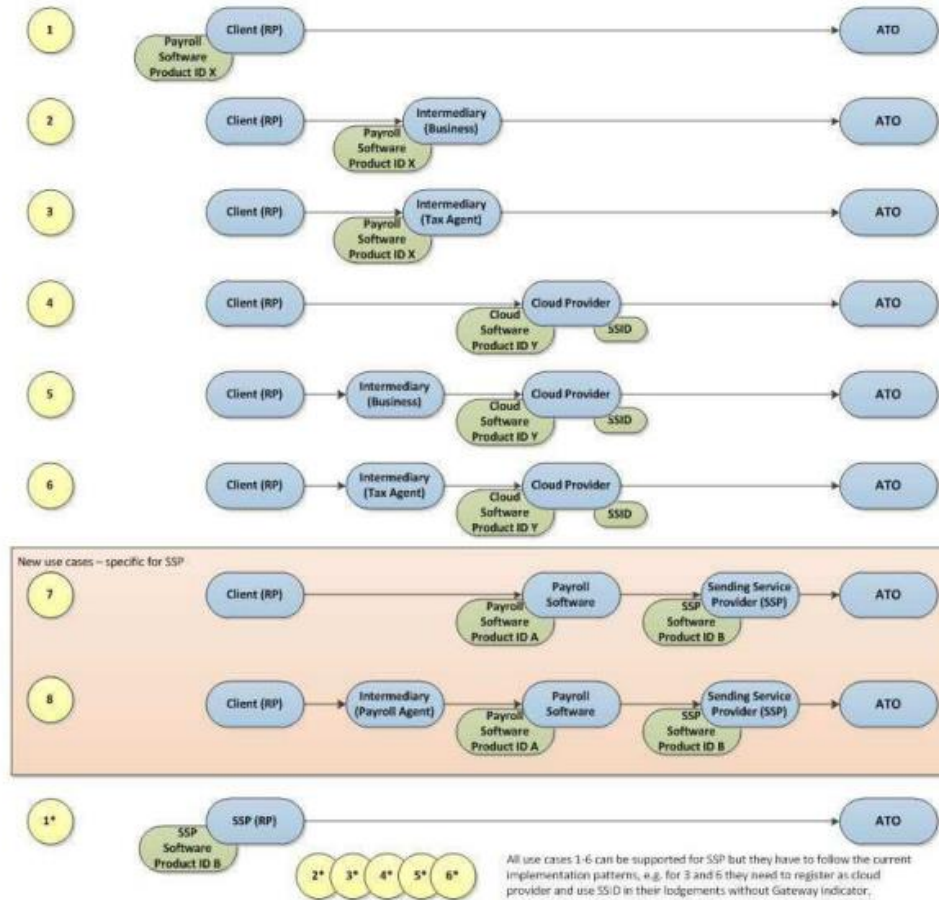 1
Client (RP)
ATO
Payroll
Software
Product ID X
2
Client (RP)
Intermediary
(Business)
ATO
Payroll
Software
Product ID X
3
Client (RP)
Intermediary
(Tax Agent)
ATO
Payroll
Software
Product ID X
4
Client (RP)
Cloud Provider
ATO
Cloud
Software
Product ID Y
SSID
5
Client (RP)
Intermediary
(Business)
Cloud Provider
ATO
Cloud
Software
Product ID Y
SSID
6
Client (RP)
Intermediary
(Tax Agent)
Cloud Provider
ATO
Cloud
Software
Product ID Y
SSID
New use cases – specific for SSP
7
Client (RP)
Payroll
Software
Sending Service
Provider (SSP)
ATO
Payroll
Software
Product ID A
SSP
Software
Product ID B
8
Client (RP)
Intermediary
(Payroll Agent)
Payroll
Software
Sending Service
Provider (SSP)
ATO
Payroll
Software
Product ID A
SSP
Software
Product ID B
1*
SSP (RP)
ATO
SSP
Software
Product ID B
2*
3*
4*
5*
6*
All use cases 1-6 can be supported for SSP but they have to follow the current
implementation patterns, e.g. for 3 and 6 they need to register as cloud
provider and use SSID in their lodgements without Gateway indicator.